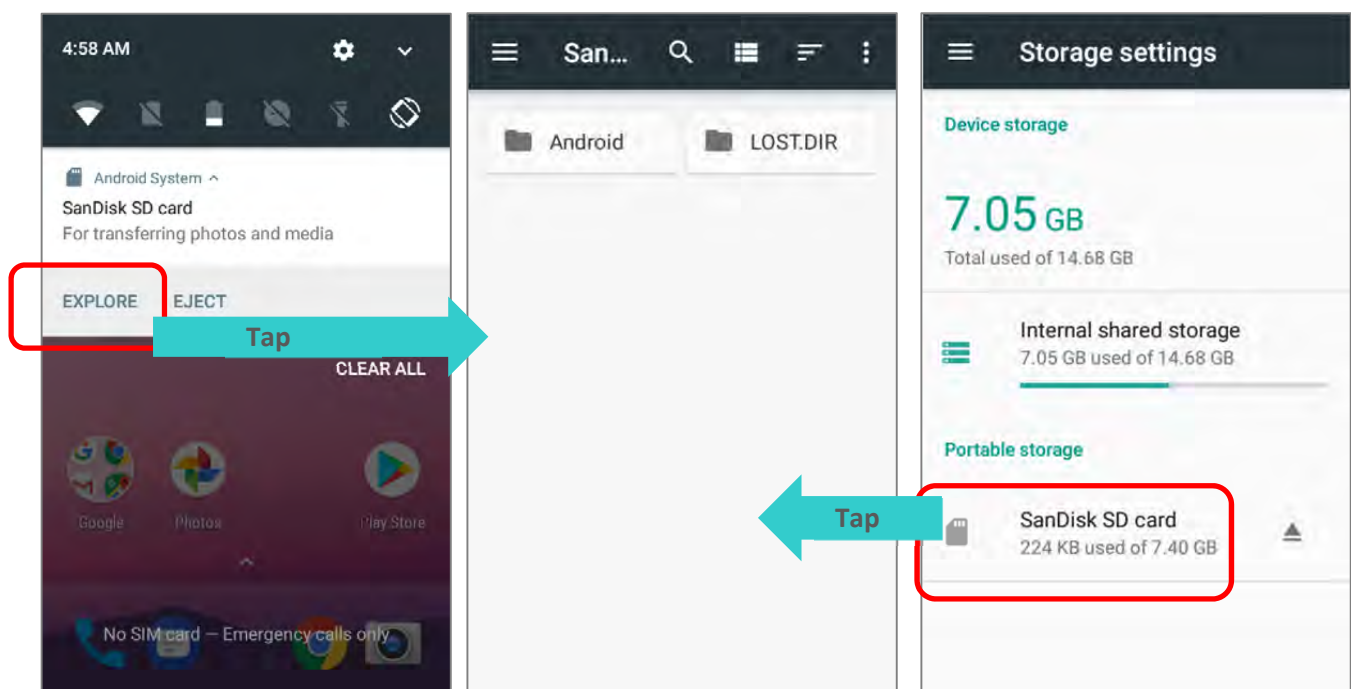 4:58 AM
Android System
SanDisk SD card
For transferring photos and media
EXPLORE EJECT
Tap
CLEAR ALL
Google Photos Play Store
No SIM card — Emergency calls only
San...
Android LOST.DIR
Storage settings
Device storage
7.05 GB
Total used of 14.68 GB
Internal shared storage
7.05 GB used of 14.68 GB
Portable storage
Tap
SanDisk SD card
224 KB used of 7.40 GB